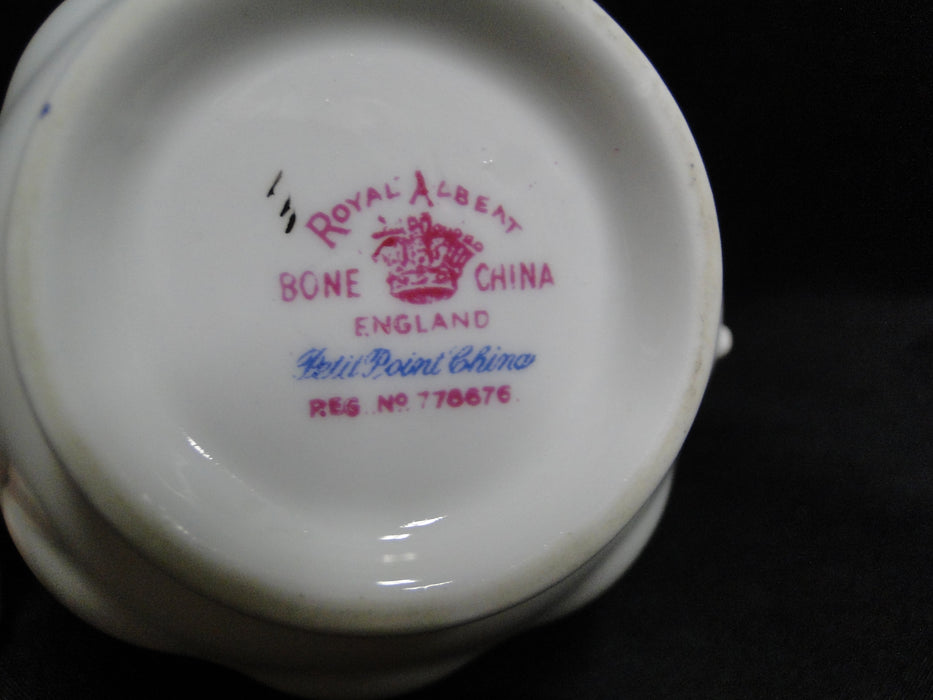 ROYAL ALBERT
BONE CHINA
ENGLAND
Petit Point China
REG. Nº 778676.